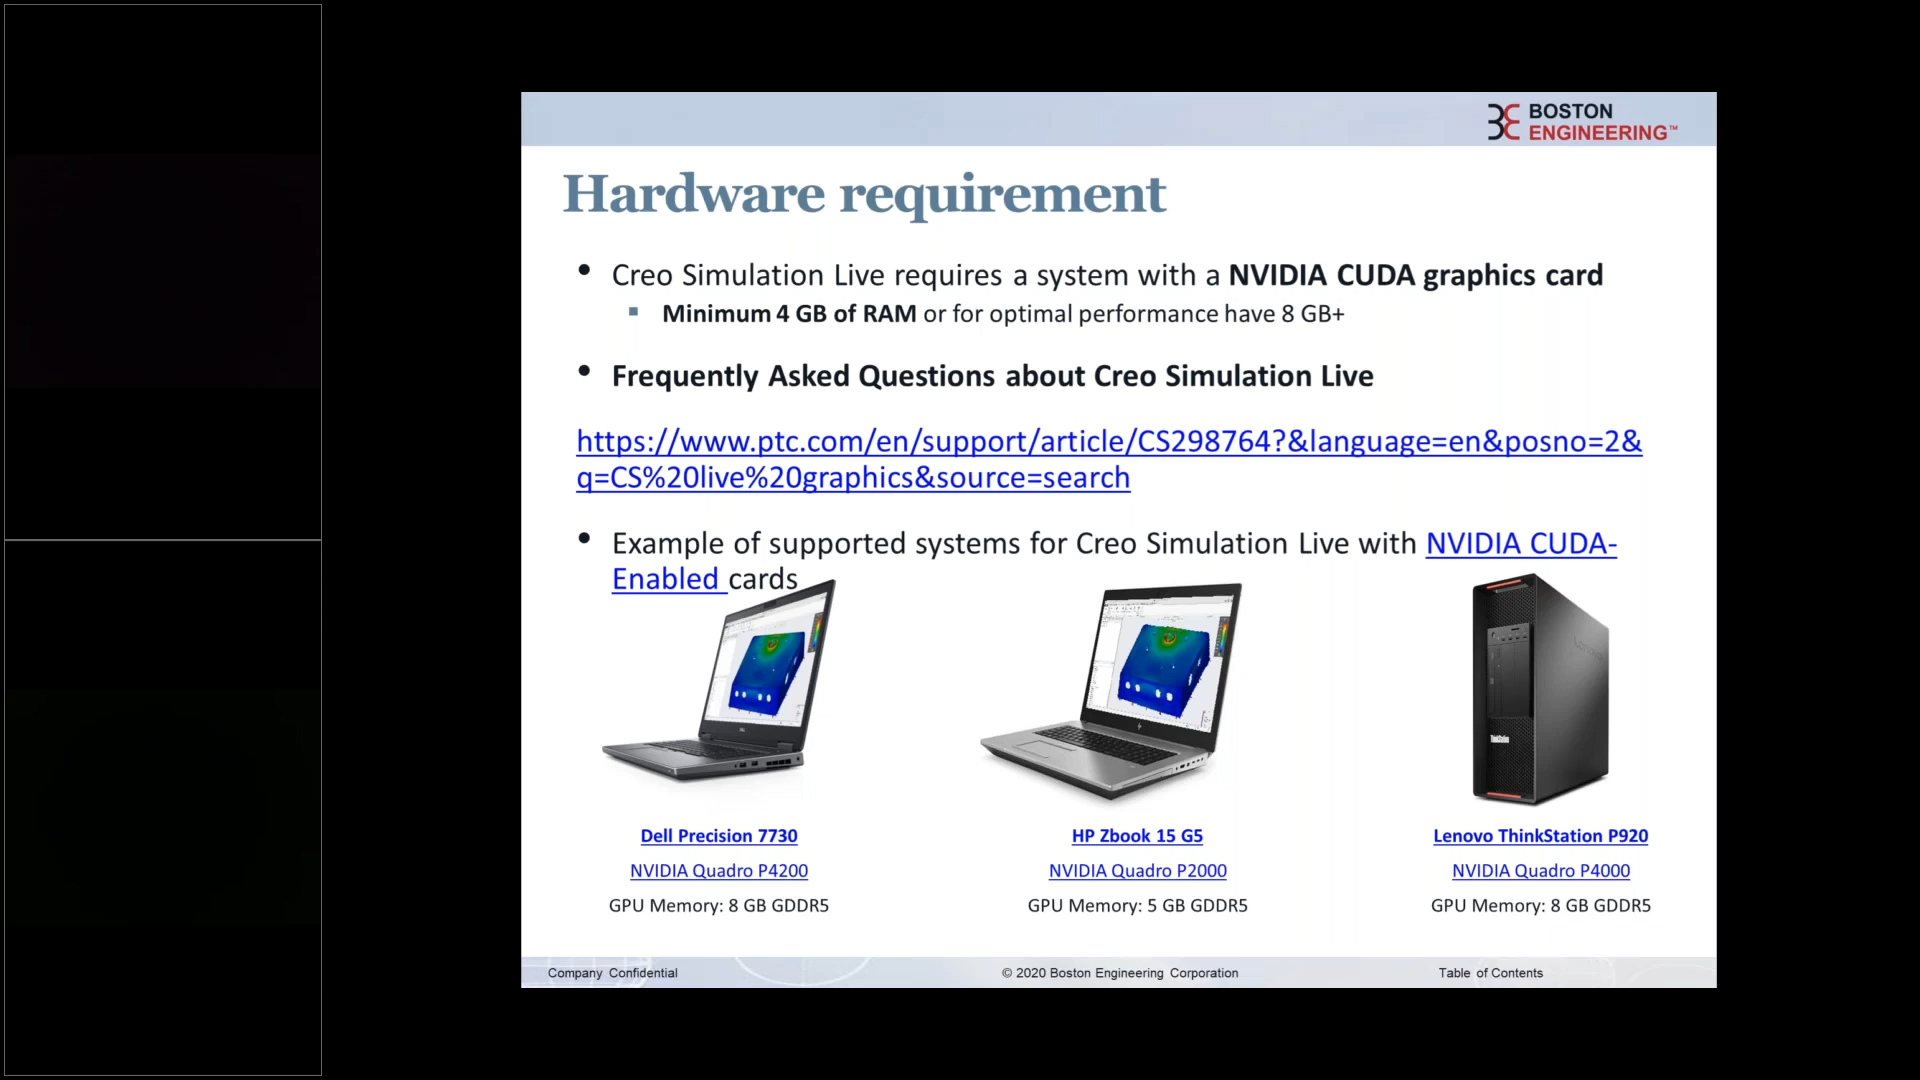 BOSTON
ENGINEERING™
Hardware requirement
• Creo Simulation Live requires a system with a NVIDIA CUDA graphics card
▪ Minimum 4 GB of RAM or for optimal performance have 8 GB+
• Frequently Asked Questions about Creo Simulation Live
https://www.ptc.com/en/support/article/CS298764?&language=en&posno=2&
q=CS%20live%20graphics&source=search
• Example of supported systems for Creo Simulation Live with NVIDIA CUDA-
Enabled cards
ThinkStation
Dell Precision 7730
NVIDIA Quadro P4200
GPU Memory: 8 GB GDDR5
HP Zbook 15 G5
NVIDIA Quadro P2000
GPU Memory: 5 GB GDDR5
Lenovo ThinkStation P920
NVIDIA Quadro P4000
GPU Memory: 8 GB GDDR5
Company Confidential
© 2020 Boston Engineering Corporation
Table of Contents